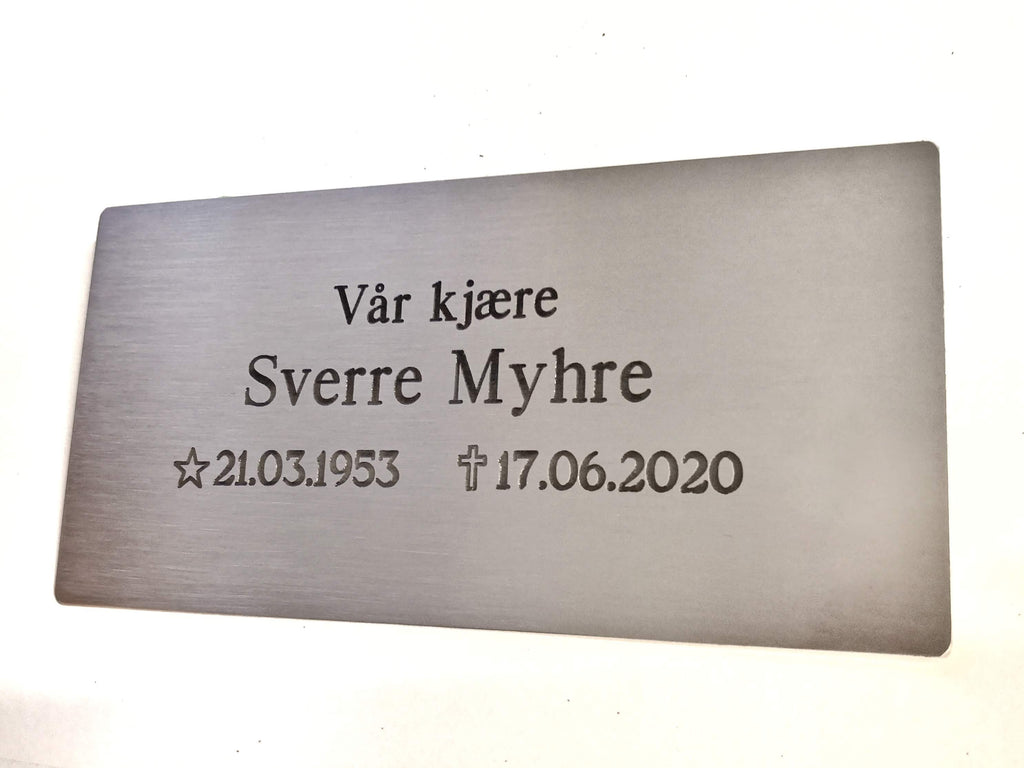 Vår kjære
Sverre Myhre
☆21.03.1953 ✝17.06.2020